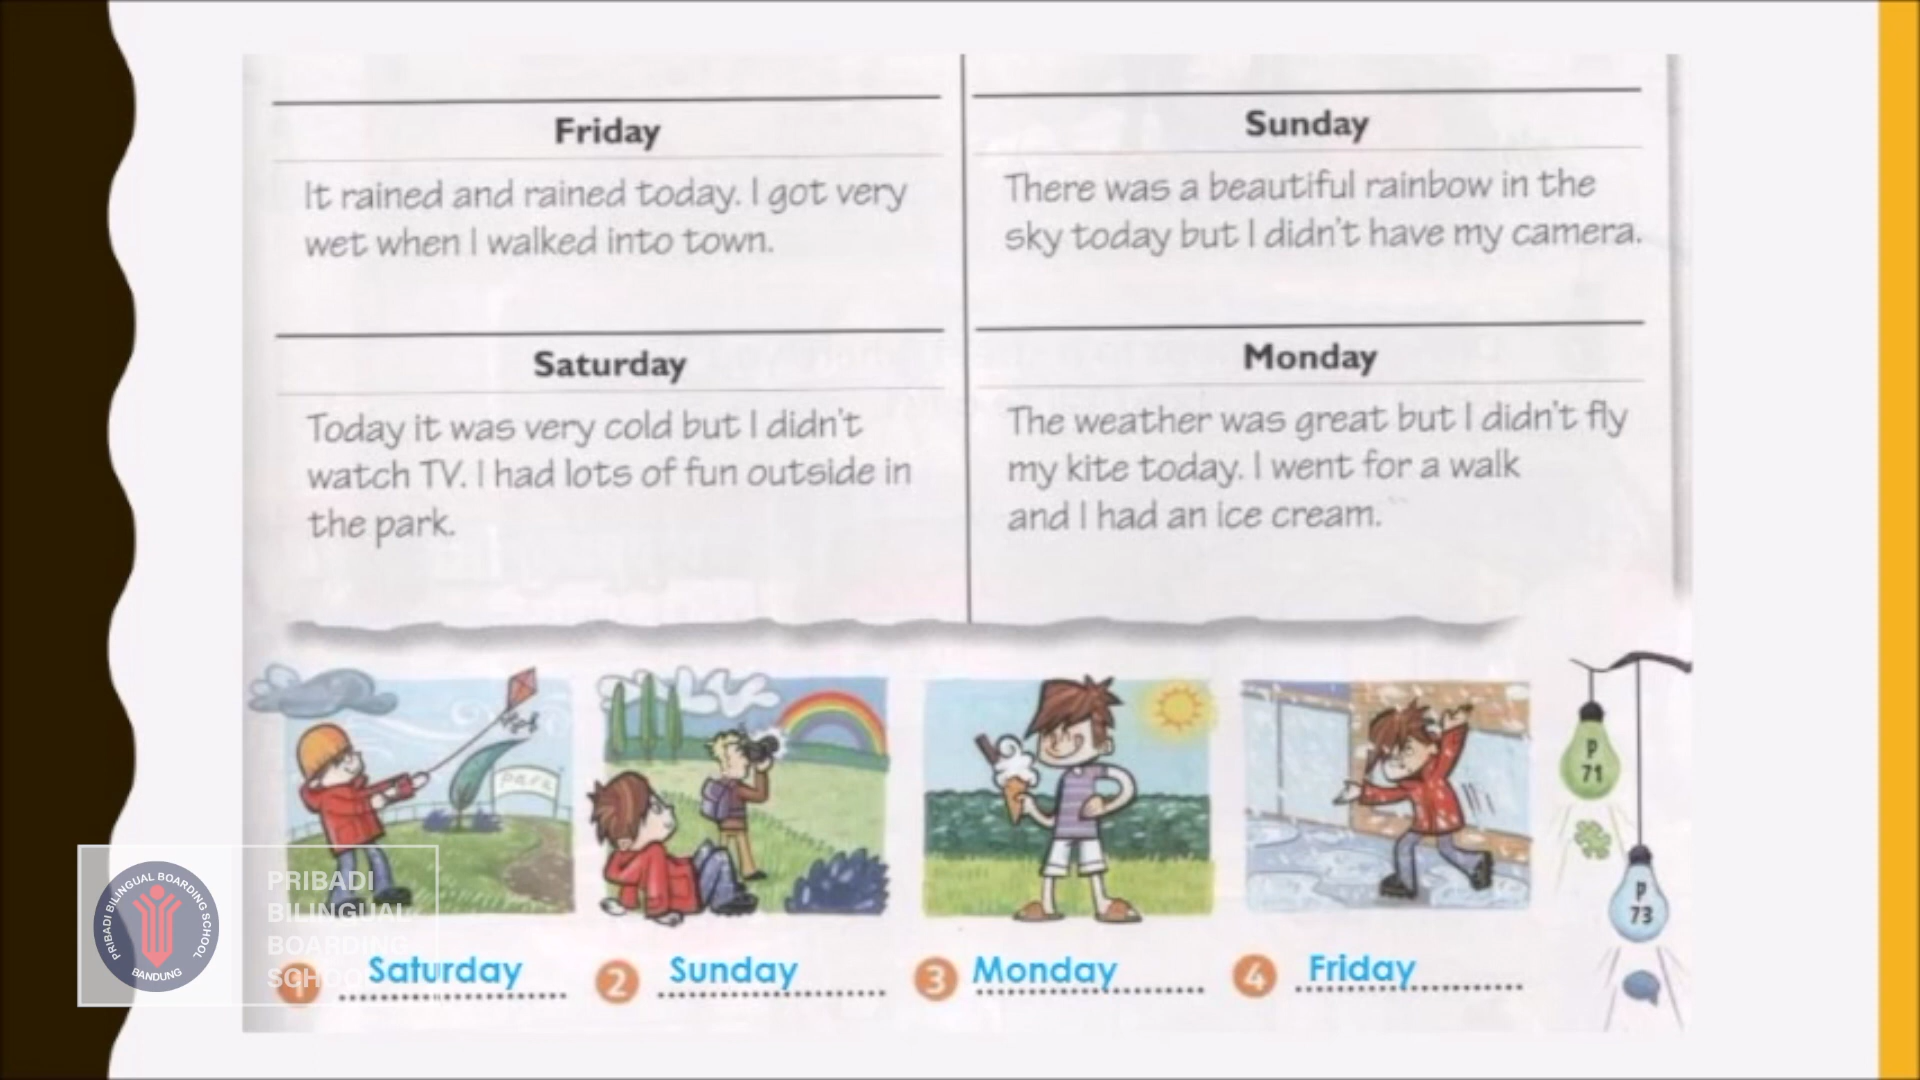 Friday
It rained and rained today. I got very
wet when I walked into town.
Sunday
There was a beautiful rainbow in the
sky today but I didn't have my camera.
Saturday
Today it was very cold but I didn't
watch TV. I had lots of fun outside in
the park.
Monday
The weather was great but I didn't fly
my kite today. I went for a walk
and I had an ice cream.
PARK
P
71
P
73
1 Saturday
2 Sunday
3 Monday
4 Friday
PRIBADI BILINGUAL BOARDING SCHOOL
BANDUNG
PRIBADI
BILINGUAL
BOARDING
SCHOOL